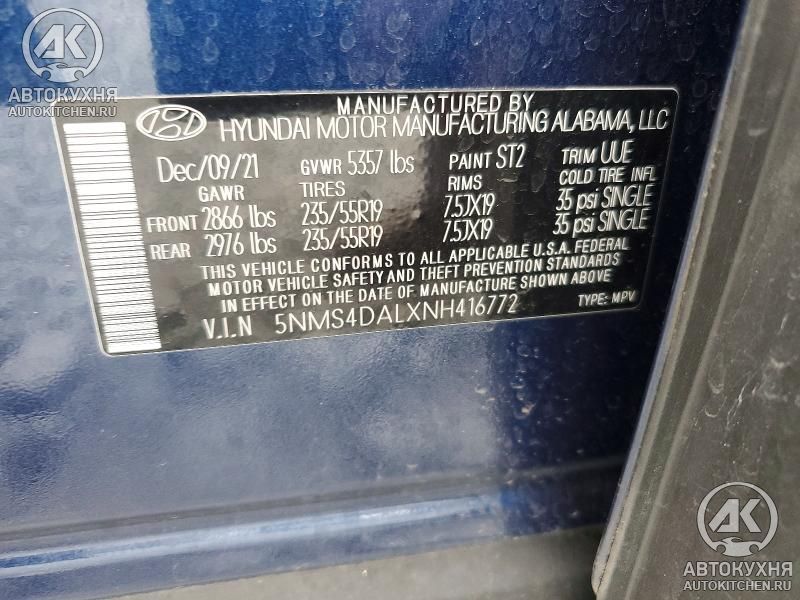 AK
АВТОКУХНЯ
AUTOKITCHEN.RU
MANUFACTURED BY
HYUNDAI MOTOR MANUFACTURING ALABAMA, LLC
Dec/09/21 GVWR 5357 lbs PAINT ST2 TRIM UUE
GAWR TIRES RIMS COLD TIRE INFL
FRONT 2866 lbs 235/55R19 7.5JX19 35 psi SINGLE
REAR 2976 lbs 235/55R19 7.5JX19 35 psi SINGLE
THIS VEHICLE CONFORMS TO ALL APPLICABLE U.S.A. FEDERAL
MOTOR VEHICLE SAFETY AND THEFT PREVENTION STANDARDS
IN EFFECT ON THE DATE OF MANUFACTURE SHOWN ABOVE
V.I.N 5NMS4DALXNH416772 TYPE: MPV
AK
АВТОКУХНЯ
AUTOKITCHEN.RU